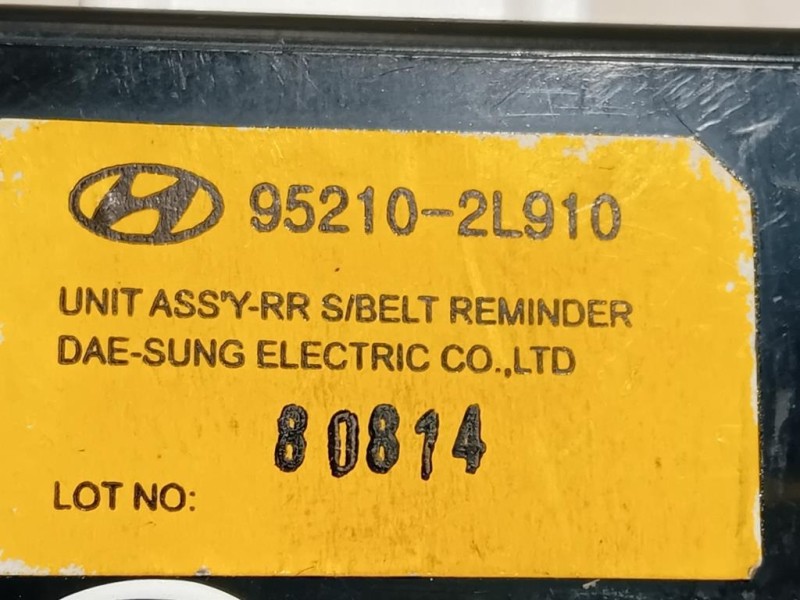 95210-2L910
UNIT ASS'Y-RR S/BELT REMINDER
DAE-SUNG ELECTRIC CO.,LTD
80814
LOT NO: